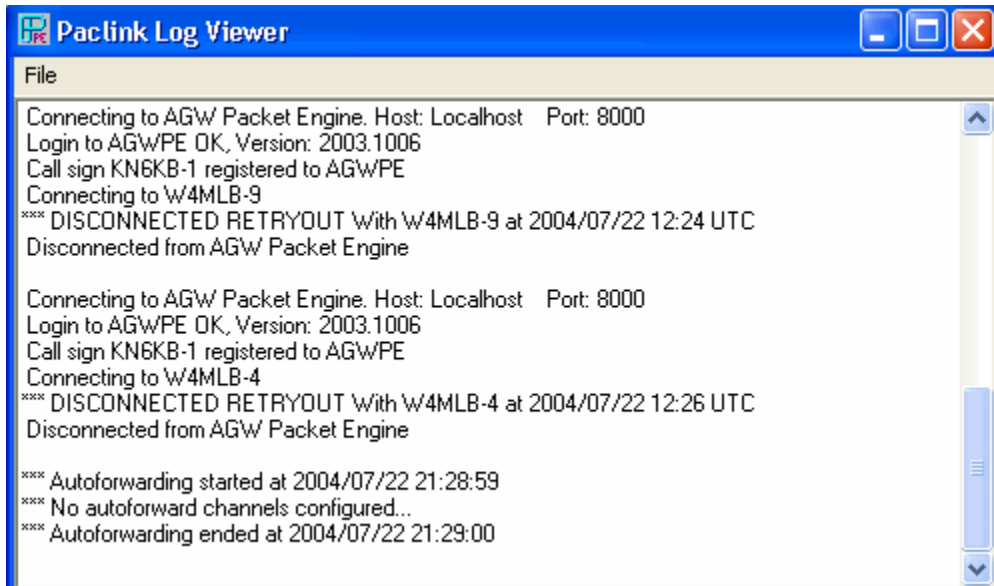 Paclink Log Viewer
File
Connecting to AGW Packet Engine. Host: Localhost Port: 8000
Login to AGWPE OK, Version: 2003.1006
Call sign KN6KB-1 registered to AGWPE
Connecting to W4MLB-9
*** DISCONNECTED RETRYOUT With W4MLB-9 at 2004/07/22 12:24 UTC
Disconnected from AGW Packet Engine
Connecting to AGW Packet Engine. Host: Localhost Port: 8000
Login to AGWPE OK, Version: 2003.1006
Call sign KN6KB-1 registered to AGWPE
Connecting to W4MLB-4
*** DISCONNECTED RETRYOUT With W4MLB-4 at 2004/07/22 12:26 UTC
Disconnected from AGW Packet Engine
*** Autoforwarding started at 2004/07/22 21:28:59
*** No autoforward channels configured...
*** Autoforwarding ended at 2004/07/22 21:29:00